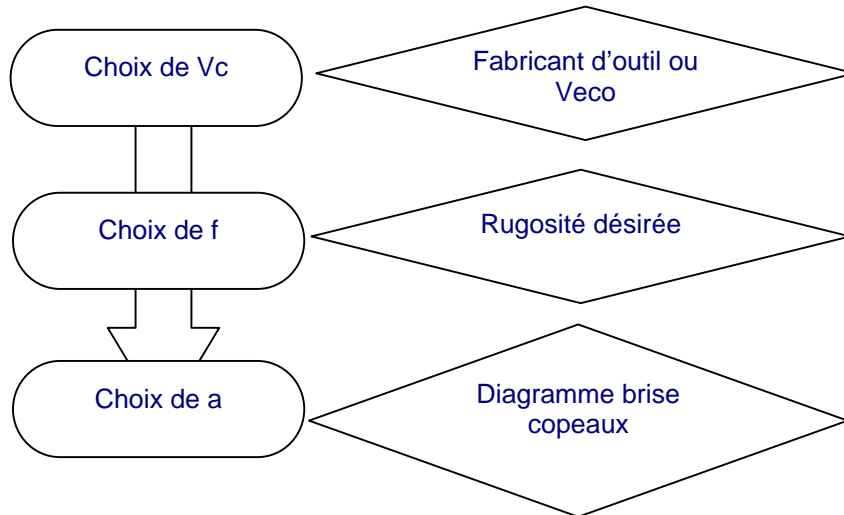 Choix de Vc
Fabricant d'outil ou
Veco
Choix de f
Rugosité désirée
Choix de a
Diagramme brise
copeaux